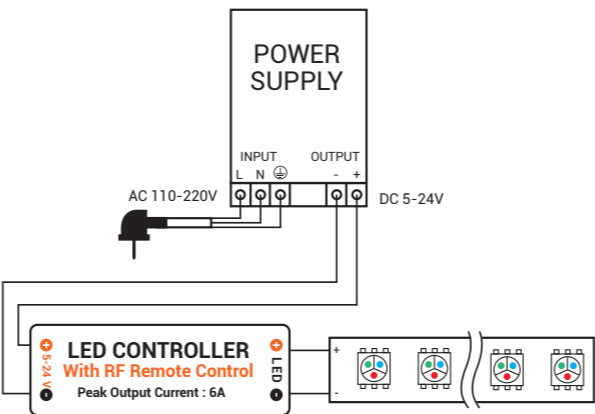 POWER
SUPPLY
INPUT OUTPUT
L N - +
AC 110-220V
DC 5-24V
+ 5-24 V -
LED CONTROLLER
With RF Remote Control
Peak Output Current : 6A
+ LED -
+
-